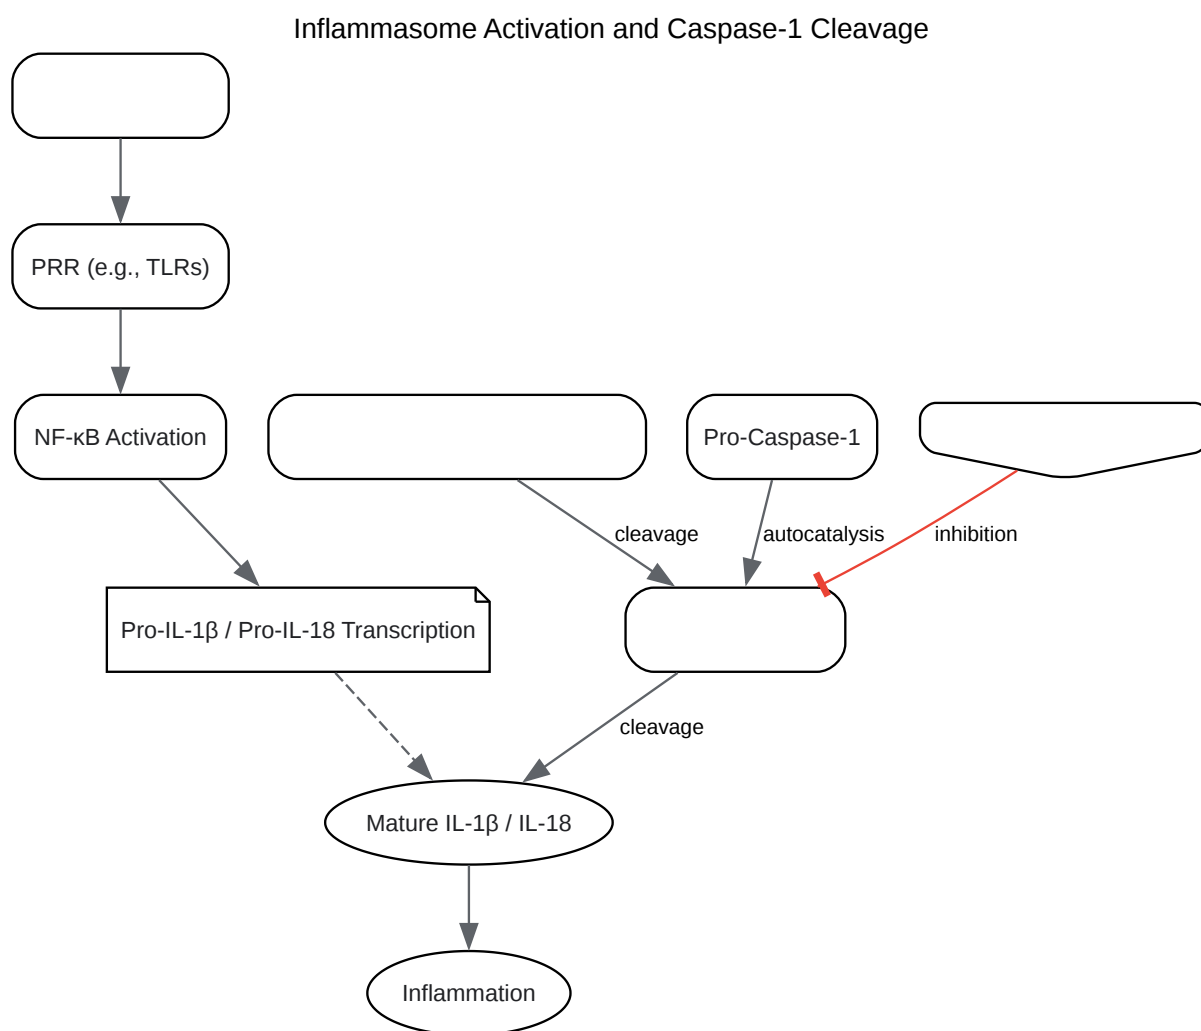 Inflammasome Activation and Caspase-1 Cleavage
PRR (e.g., TLRs)
NF-κB Activation
Pro-Caspase-1
cleavage
autocatalysis
inhibition
Pro-IL-1β / Pro-IL-18 Transcription
cleavage
Mature IL-1β / IL-18
Inflammation